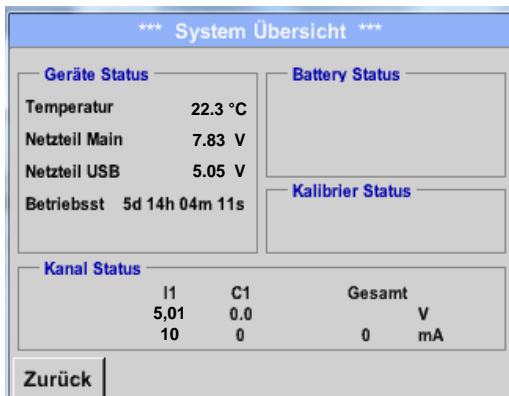 *** System Übersicht ***
Geräte Status
Temperatur 22.3 °C
Netzteil Main 7.83 V
Netzteil USB 5.05 V
Betriebsst 5d 14h 04m 11s
Battery Status
Kalibrier Status
Kanal Status
I1 C1 Gesamt
5,01 0.0 V
10 0 0 mA
Zurück